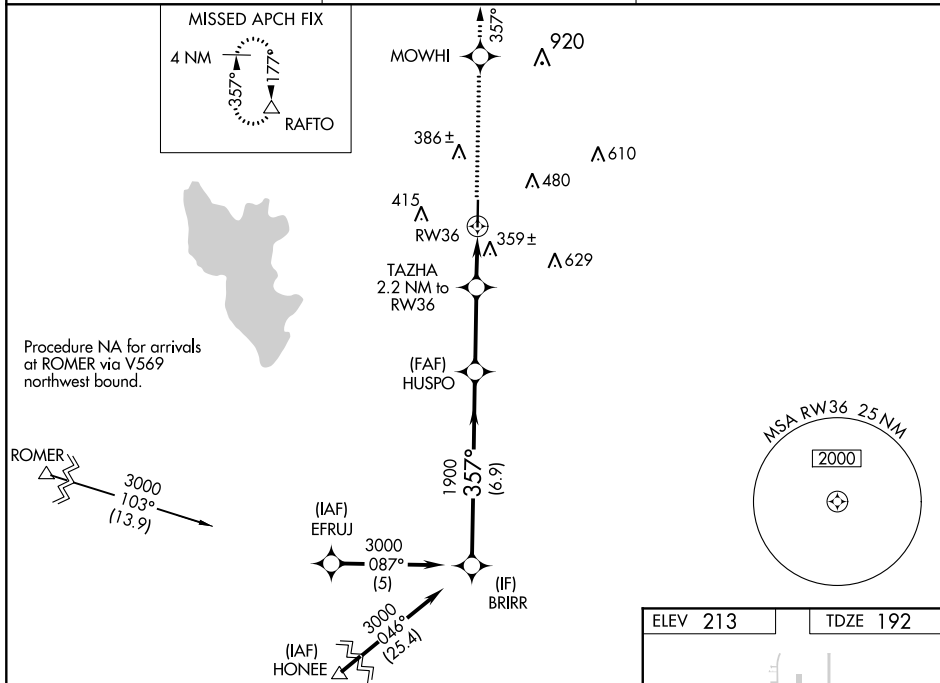 MISSED APCH FIX
4 NM
357°
177°
RAFTO
357°
MOWHI
920
386 ±
610
480
415
RW36
359 ±
629
TAZHA
2.2 NM to
RW36
Procedure NA for arrivals
at ROMER via V569
northwest bound.
(FAF)
HUSPO
MSA RW36 25 NM
2000
ROMER
3000
103°
(13.9)
1900
357°
(6.9)
(IAF)
EFRUJ
3000
087°
(5)
(IF)
BRIRR
3000
046°
(25.4)
(IAF)
HONEE
ELEV 213
TDZE 192